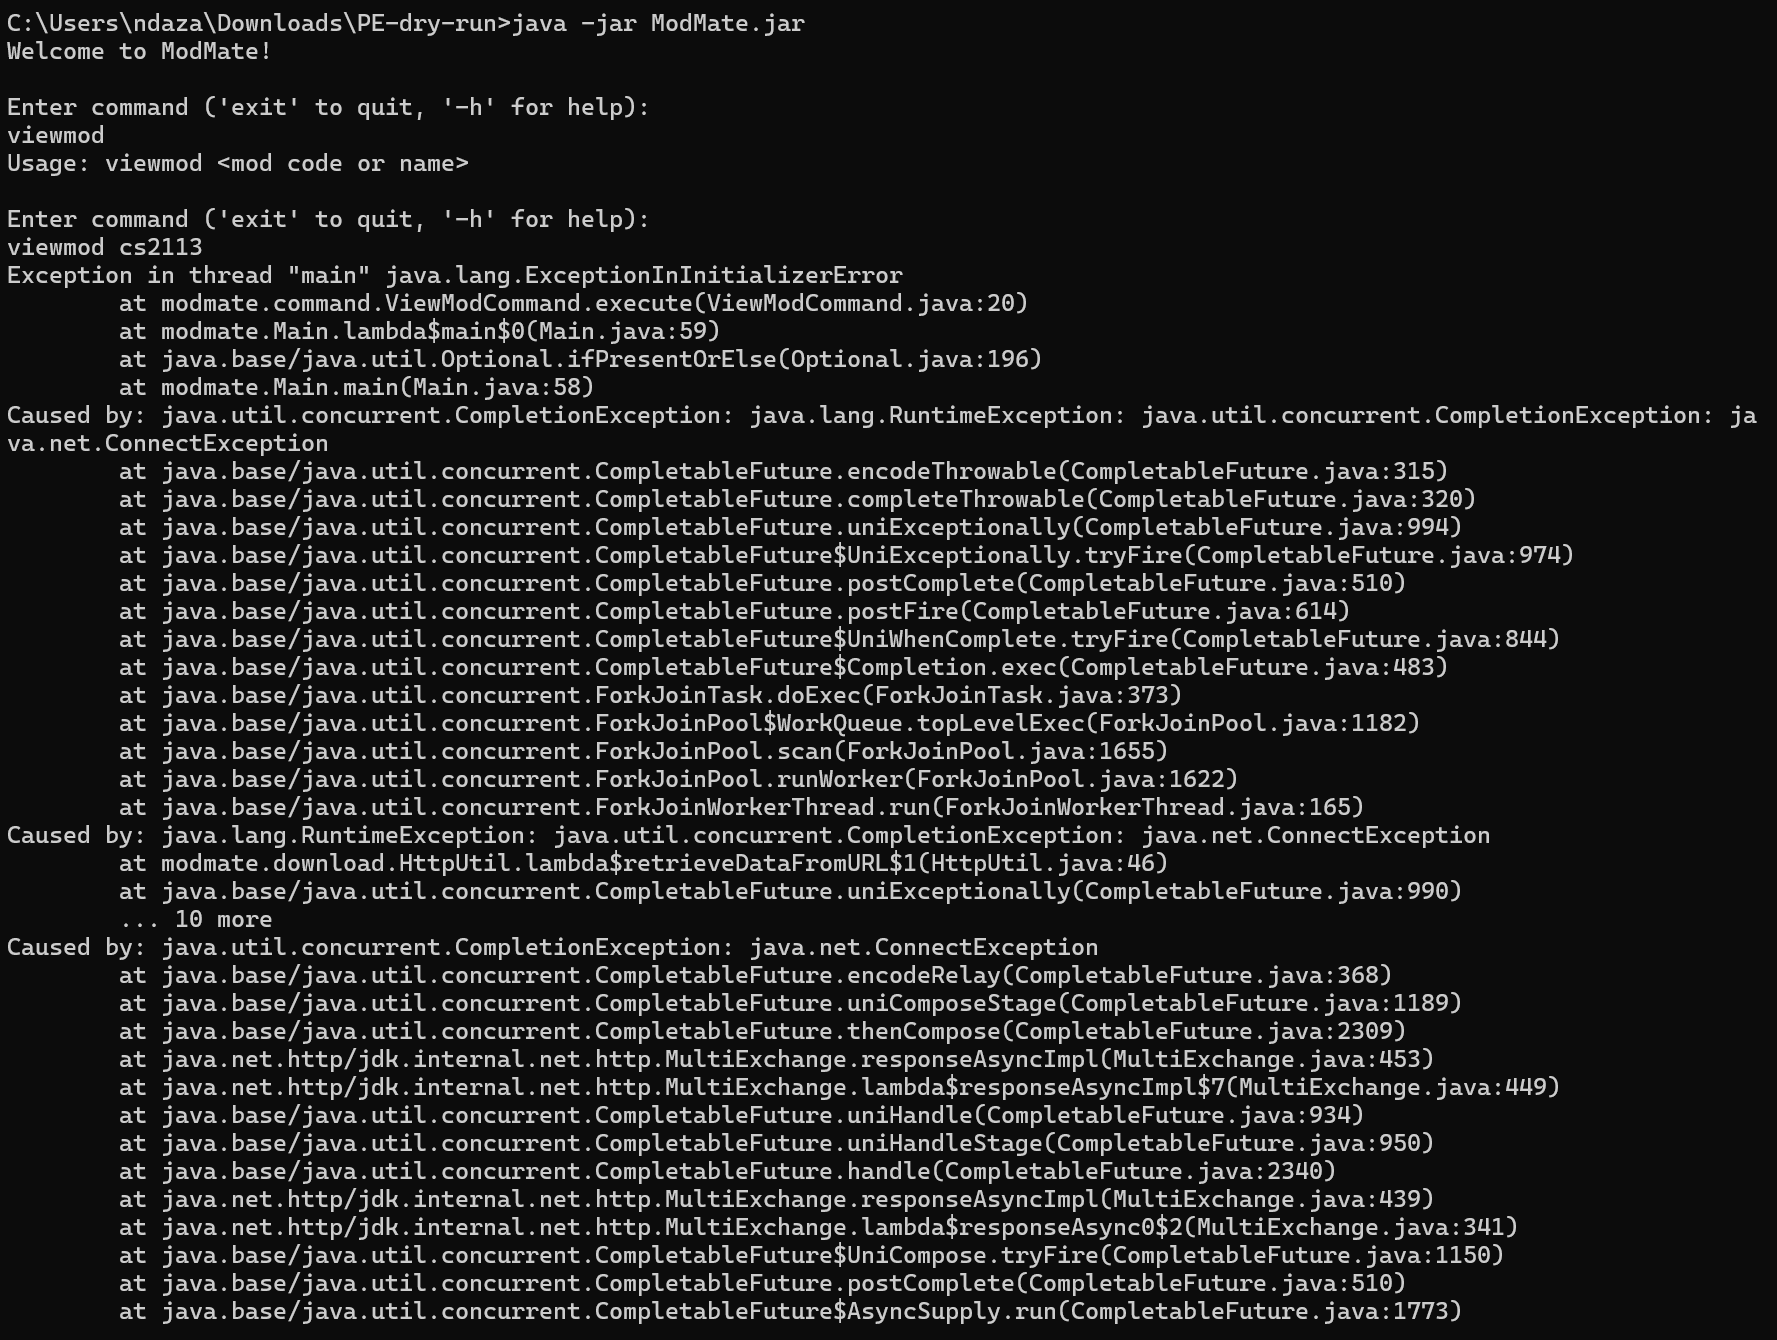 C:\Users\ndaza\Downloads\PE-dry-run>java -jar ModMate.jar
Welcome to ModMate!

Enter command ('exit' to quit, '-h' for help):
viewmod
Usage: viewmod <mod code or name>

Enter command ('exit' to quit, '-h' for help):
viewmod cs2113
Exception in thread "main" java.lang.ExceptionInInitializerError
        at modmate.command.ViewModCommand.execute(ViewModCommand.java:20)
        at modmate.Main.lambda$main$0(Main.java:59)
        at java.base/java.util.Optional.ifPresentOrElse(Optional.java:196)
        at modmate.Main.main(Main.java:58)
Caused by: java.util.concurrent.CompletionException: java.lang.RuntimeException: java.util.concurrent.CompletionException: ja
va.net.ConnectException
        at java.base/java.util.concurrent.CompletableFuture.encodeThrowable(CompletableFuture.java:315)
        at java.base/java.util.concurrent.CompletableFuture.completeThrowable(CompletableFuture.java:320)
        at java.base/java.util.concurrent.CompletableFuture.uniExceptionally(CompletableFuture.java:994)
        at java.base/java.util.concurrent.CompletableFuture$UniExceptionally.tryFire(CompletableFuture.java:974)
        at java.base/java.util.concurrent.CompletableFuture.postComplete(CompletableFuture.java:510)
        at java.base/java.util.concurrent.CompletableFuture.postFire(CompletableFuture.java:614)
        at java.base/java.util.concurrent.CompletableFuture$UniWhenComplete.tryFire(CompletableFuture.java:844)
        at java.base/java.util.concurrent.CompletableFuture$Completion.exec(CompletableFuture.java:483)
        at java.base/java.util.concurrent.ForkJoinTask.doExec(ForkJoinTask.java:373)
        at java.base/java.util.concurrent.ForkJoinPool$WorkQueue.topLevelExec(ForkJoinPool.java:1182)
        at java.base/java.util.concurrent.ForkJoinPool.scan(ForkJoinPool.java:1655)
        at java.base/java.util.concurrent.ForkJoinPool.runWorker(ForkJoinPool.java:1622)
        at java.base/java.util.concurrent.ForkJoinWorkerThread.run(ForkJoinWorkerThread.java:165)
Caused by: java.lang.RuntimeException: java.util.concurrent.CompletionException: java.net.ConnectException
        at modmate.download.HttpUtil.lambda$retrieveDataFromURL$1(HttpUtil.java:46)
        at java.base/java.util.concurrent.CompletableFuture.uniExceptionally(CompletableFuture.java:990)
        ... 10 more
Caused by: java.util.concurrent.CompletionException: java.net.ConnectException
        at java.base/java.util.concurrent.CompletableFuture.encodeRelay(CompletableFuture.java:368)
        at java.base/java.util.concurrent.CompletableFuture.uniComposeStage(CompletableFuture.java:1189)
        at java.base/java.util.concurrent.CompletableFuture.thenCompose(CompletableFuture.java:2309)
        at java.net.http/jdk.internal.net.http.MultiExchange.responseAsyncImpl(MultiExchange.java:453)
        at java.net.http/jdk.internal.net.http.MultiExchange.lambda$responseAsyncImpl$7(MultiExchange.java:449)
        at java.base/java.util.concurrent.CompletableFuture.uniHandle(CompletableFuture.java:934)
        at java.base/java.util.concurrent.CompletableFuture.uniHandleStage(CompletableFuture.java:950)
        at java.base/java.util.concurrent.CompletableFuture.handle(CompletableFuture.java:2340)
        at java.net.http/jdk.internal.net.http.MultiExchange.responseAsyncImpl(MultiExchange.java:439)
        at java.net.http/jdk.internal.net.http.MultiExchange.lambda$responseAsync0$2(MultiExchange.java:341)
        at java.base/java.util.concurrent.CompletableFuture$UniCompose.tryFire(CompletableFuture.java:1150)
        at java.base/java.util.concurrent.CompletableFuture.postComplete(CompletableFuture.java:510)
        at java.base/java.util.concurrent.CompletableFuture$AsyncSupply.run(CompletableFuture.java:1773)